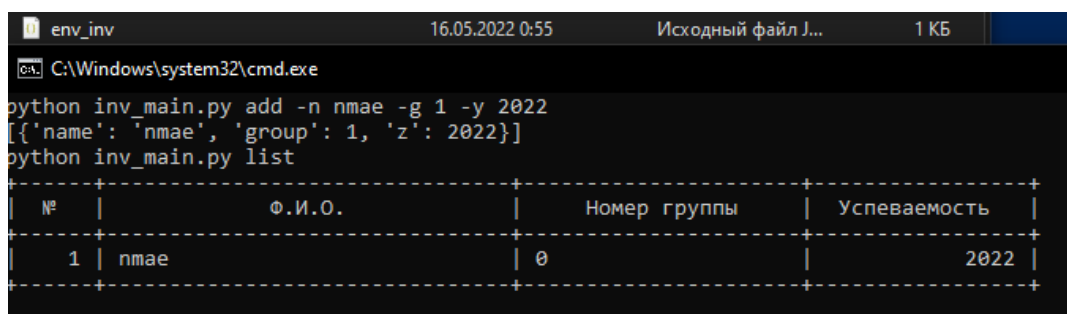 env_inv 16.05.2022 0:55 Исходный файл J... 1 КБ
C:\Windows\system32\cmd.exe
python inv_main.py add -n nmae -g 1 -y 2022
[{'name': 'nmae', 'group': 1, 'z': 2022}]
python inv_main.py list
+------+--------------------------------+----------------------+-----------------+
| № | Ф.И.О. | Номер группы | Успеваемость |
+------+--------------------------------+----------------------+-----------------+
| 1 | nmae | 0 | 2022 |
+------+--------------------------------+----------------------+-----------------+